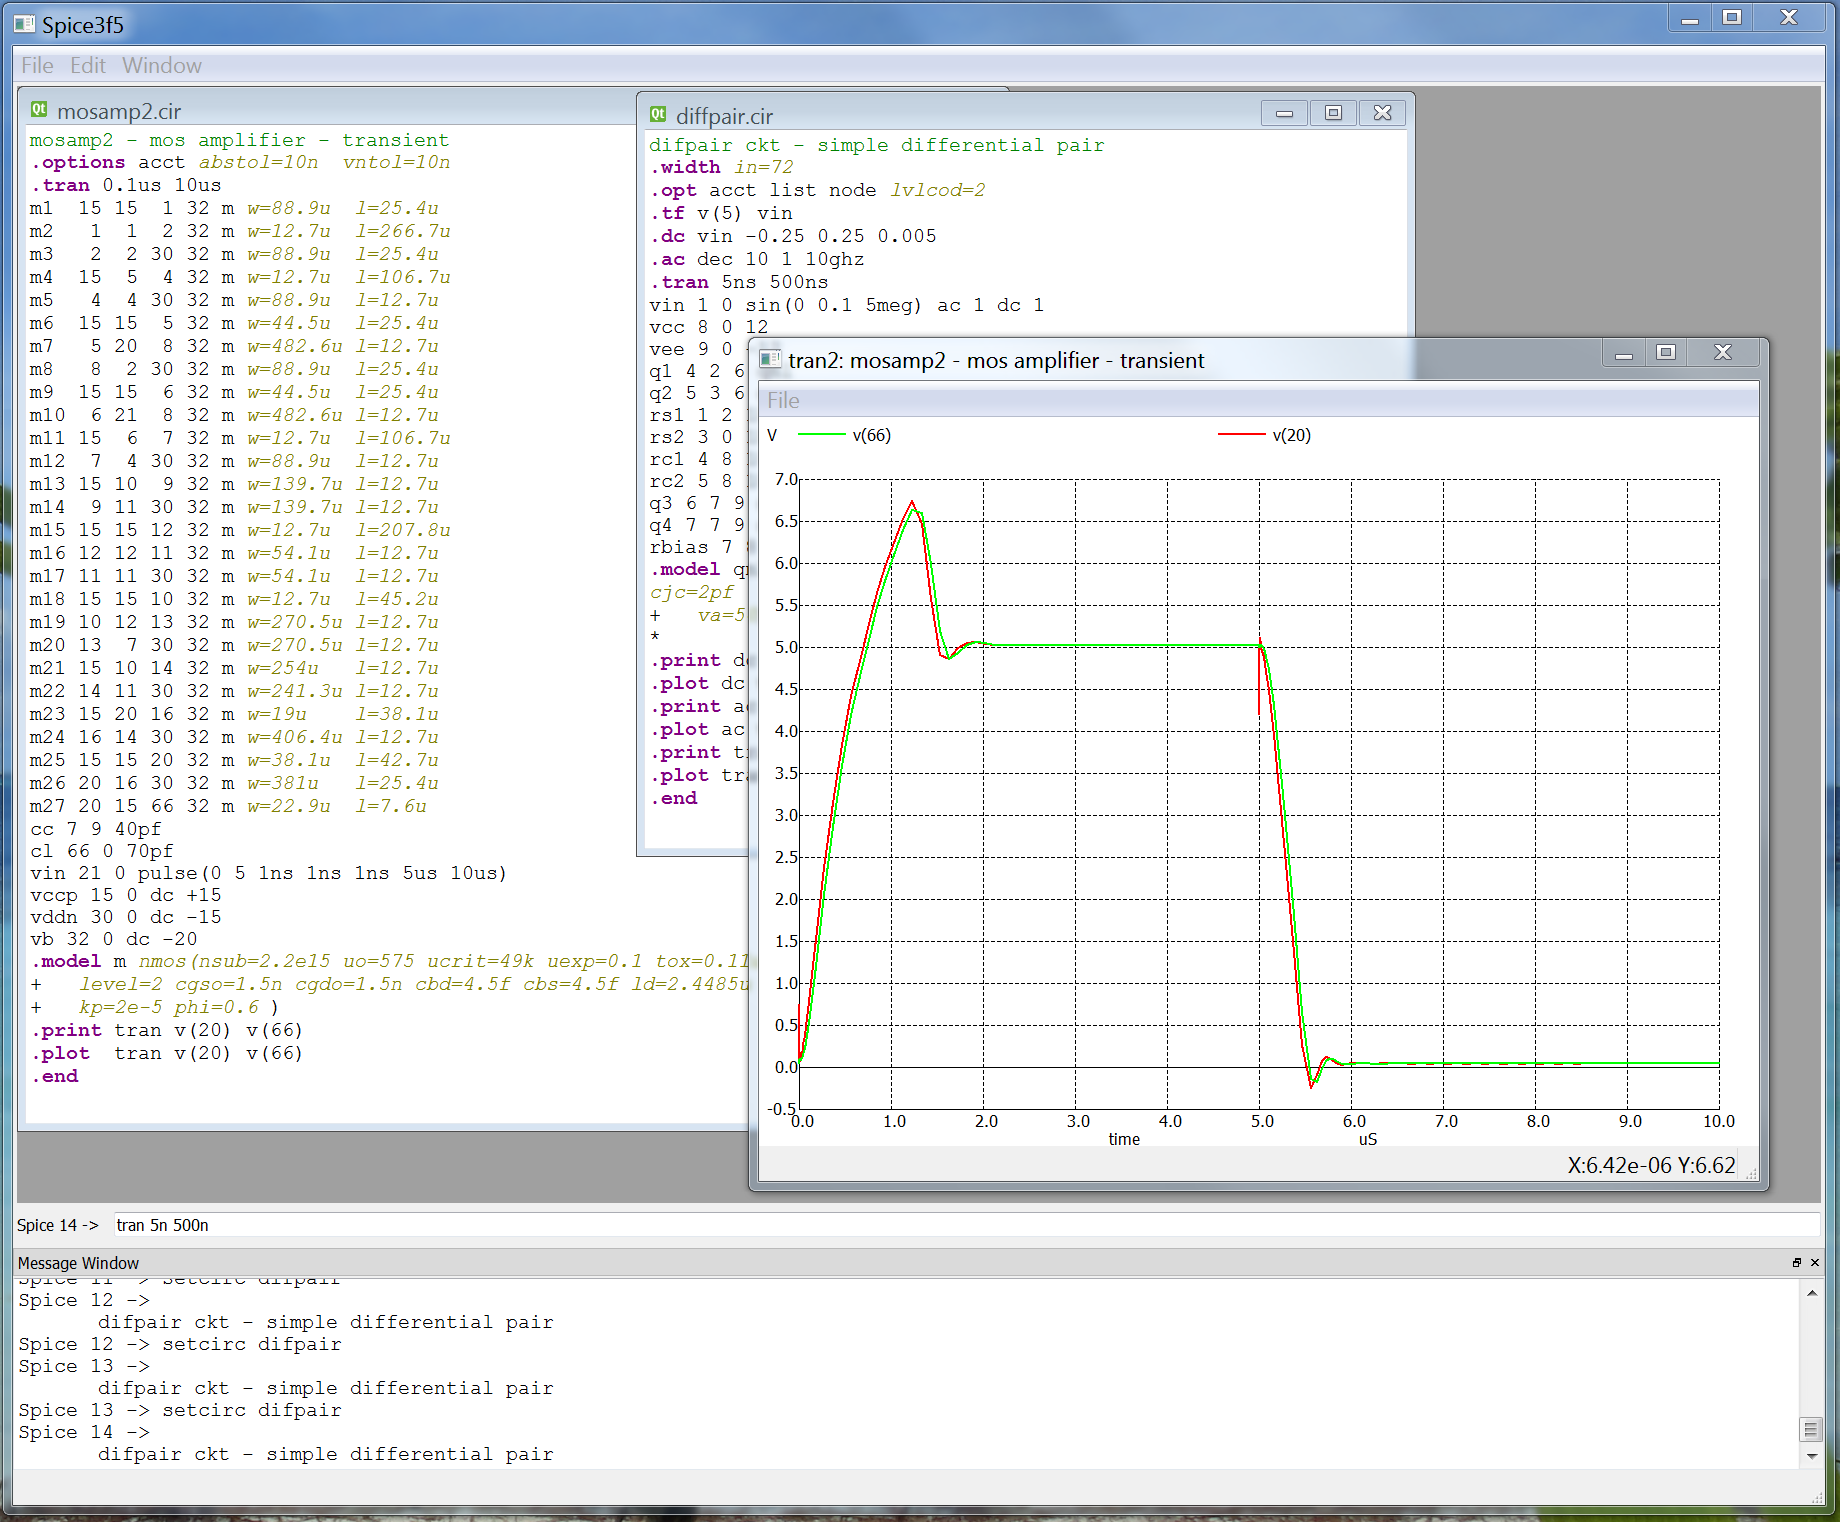 Spice3f5
File Edit Window
mosamp2.cir
mosamp2 - mos amplifier - transient
.options acct abstol=10n vntol=10n
.tran 0.1us 10us
m1 15 15 1 32 m w=88.9u l=25.4u
m2 1 1 2 32 m w=12.7u l=266.7u
m3 2 2 30 32 m w=88.9u l=25.4u
m4 15 5 4 32 m w=12.7u l=106.7u
m5 4 4 30 32 m w=88.9u l=12.7u
m6 15 15 5 32 m w=44.5u l=25.4u
m7 5 20 8 32 m w=482.6u l=12.7u
m8 8 2 30 32 m w=88.9u l=25.4u
m9 15 15 6 32 m w=44.5u l=25.4u
m10 6 21 8 32 m w=482.6u l=12.7u
m11 15 6 7 32 m w=12.7u l=106.7u
m12 7 4 30 32 m w=88.9u l=12.7u
m13 15 10 9 32 m w=139.7u l=12.7u
m14 9 11 30 32 m w=139.7u l=12.7u
m15 15 15 12 32 m w=12.7u l=207.8u
m16 12 12 11 32 m w=54.1u l=12.7u
m17 11 11 30 32 m w=54.1u l=12.7u
m18 15 15 10 32 m w=12.7u l=45.2u
m19 10 12 13 32 m w=270.5u l=12.7u
m20 13 7 30 32 m w=270.5u l=12.7u
m21 15 10 14 32 m w=254u l=12.7u
m22 14 11 30 32 m w=241.3u l=12.7u
m23 15 20 16 32 m w=19u l=38.1u
m24 16 14 30 32 m w=406.4u l=12.7u
m25 15 15 20 32 m w=38.1u l=42.7u
m26 20 16 30 32 m w=381u l=25.4u
m27 20 15 66 32 m w=22.9u l=7.6u
cc 7 9 40pf
cl 66 0 70pf
vin 21 0 pulse(0 5 1ns 1ns 1ns 5us 10us)
vccp 15 0 dc +15
vddn 30 0 dc -15
vb 32 0 dc -20
.model m nmos(nsub=2.2e15 uo=575 ucrit=49k uexp=0.1 tox=0.11
+ level=2 cgso=1.5n cgdo=1.5n cbd=4.5f cbs=4.5f ld=2.4485u
+ kp=2e-5 phi=0.6 )
.print tran v(20) v(66)
.plot tran v(20) v(66)
.end
diffpair.cir
difpair ckt - simple differential pair
.width in=72
.opt acct list node lvlcod=2
.tf v(5) vin
.dc vin -0.25 0.25 0.005
.ac dec 10 1 10ghz
.tran 5ns 500ns
vin 1 0 sin(0 0.1 5meg) ac 1 dc 1
vcc 8 0 12
vee 9 0
q1 4 2 6
q2 5 3 6
rs1 1 2
rs2 3 0
rc1 4 8
rc2 5 8
q3 6 7 9
q4 7 7 9
rbias 7
.model
cjc=2pf
+ va=5
*
.print
.plot dc
.print
.plot ac
.print
.plot
.end
tran2: mosamp2 - mos amplifier - transient
File
V v(66) v(20)
7.0
6.5
6.0
5.5
5.0
4.5
4.0
3.5
3.0
2.5
2.0
1.5
1.0
0.5
0.0
-0.5
0.0 1.0 2.0 3.0 4.0 5.0 6.0 7.0 8.0 9.0 10.0
time uS
X:6.42e-06 Y:6.62
Spice 14 -> tran 5n 500n
Message Window
Spice 11 -> setcirc difpair
Spice 12 ->
difpair ckt - simple differential pair
Spice 12 -> setcirc difpair
Spice 13 ->
difpair ckt - simple differential pair
Spice 13 -> setcirc difpair
Spice 14 ->
difpair ckt - simple differential pair